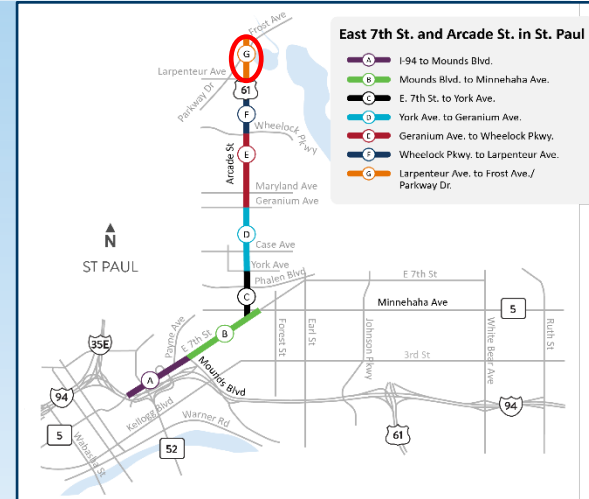 East 7th St. and Arcade St. in St. Paul
A I-94 to Mounds Blvd.
B Mounds Blvd. to Minnehaha Ave.
C E. 7th St. to York Ave.
D York Ave. to Geranium Ave.
E Geranium Ave. to Wheelock Pkwy.
F Wheelock Pkwy. to Larpenteur Ave.
G Larpenteur Ave. to Frost Ave./
Parkway Dr.
Frost Ave
G
Larpenteur Ave
Parkway Dr
61
F
Wheelock Pkwy
E
Arcade St
Maryland Ave
Geranium Ave
D
N
ST PAUL
Case Ave
York Ave
Phalen Blvd
C
E 7th St
Minnehaha Ave
5
Payne Ave
E 7th St
B
Forest St
Earl St
Johnson Pkwy
White Bear Ave
Ruth St
35E
3rd St
A
Mounds Blvd
94
Kellogg Blvd
Warner Rd
94
5
Wabasha St
52
61